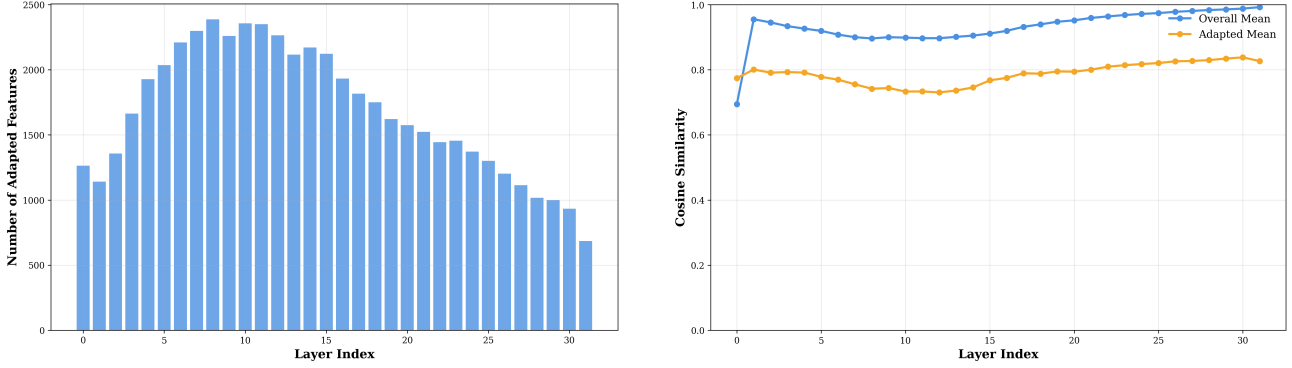 Number of Adapted Features
2500
2000
1500
1000
500
0
0 5 10 15 20 25 30
Layer Index
Cosine Similarity
1.0
0.8
0.6
0.4
0.2
0.0
Overall Mean
Adapted Mean
0 5 10 15 20 25 30
Layer Index